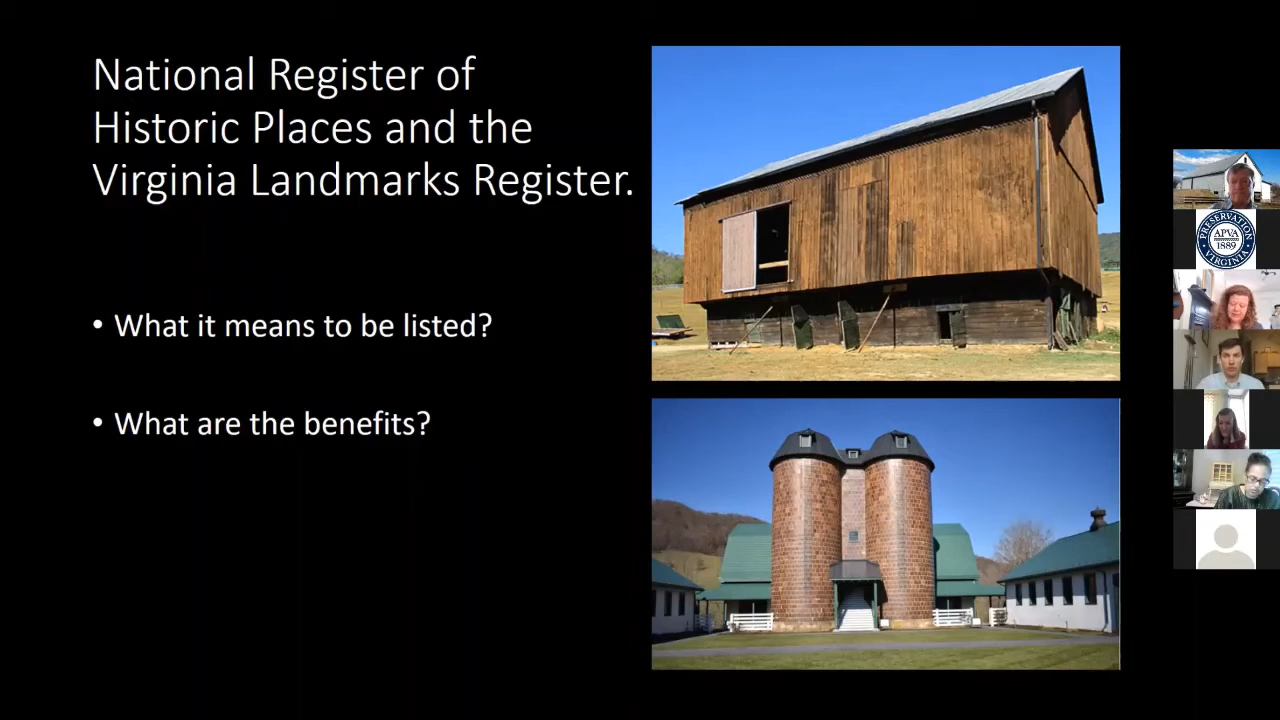 National Register of
Historic Places and the
Virginia Landmarks Register.
• What it means to be listed?
• What are the benefits?
PRESERVATION
APVA
1889
VIRGINIA